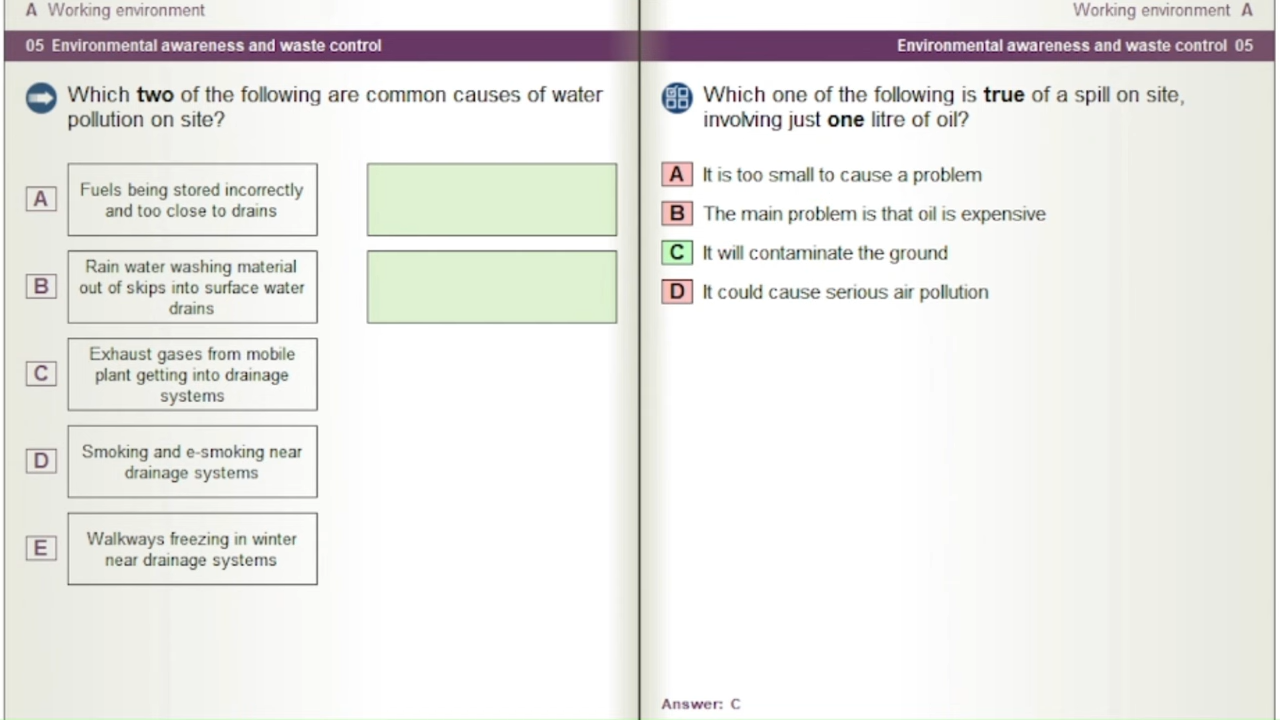 A Working environment
05 Environmental awareness and waste control
Which two of the following are common causes of water
pollution on site?
A
Fuels being stored incorrectly
and too close to drains
B
Rain water washing material
out of skips into surface water
drains
C
Exhaust gases from mobile
plant getting into drainage
systems
D
Smoking and e-smoking near
drainage systems
E
Walkways freezing in winter
near drainage systems
Working environment A
Environmental awareness and waste control 05
Which one of the following is true of a spill on site,
involving just one litre of oil?
A It is too small to cause a problem
B The main problem is that oil is expensive
C It will contaminate the ground
D It could cause serious air pollution
Answer: C